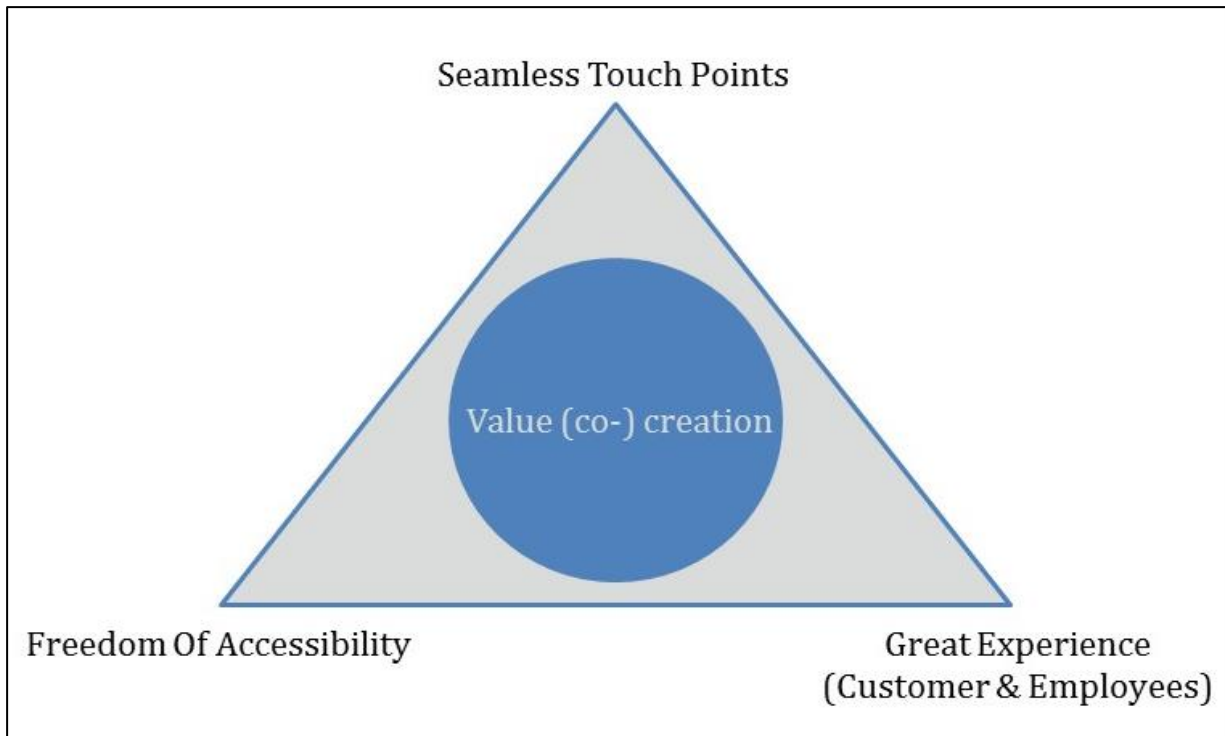 Seamless Touch Points
Value (co-) creation
Freedom Of Accessibility
Great Experience
(Customer & Employees)